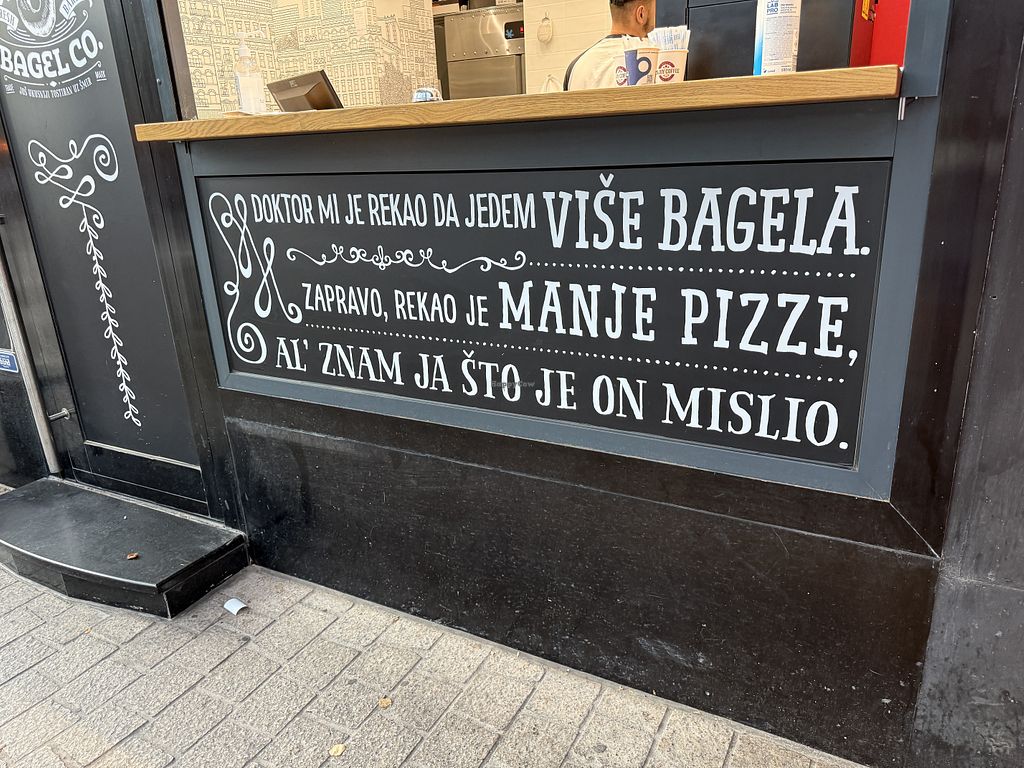 BAGEL CO.
DOKTOR MI JE REKAO DA JEDEM VIŠE BAGELA.
ZAPRAVO, REKAO JE MANJE PIZZE,
AL' ZNAM JA ŠTO JE ON MISLIO.